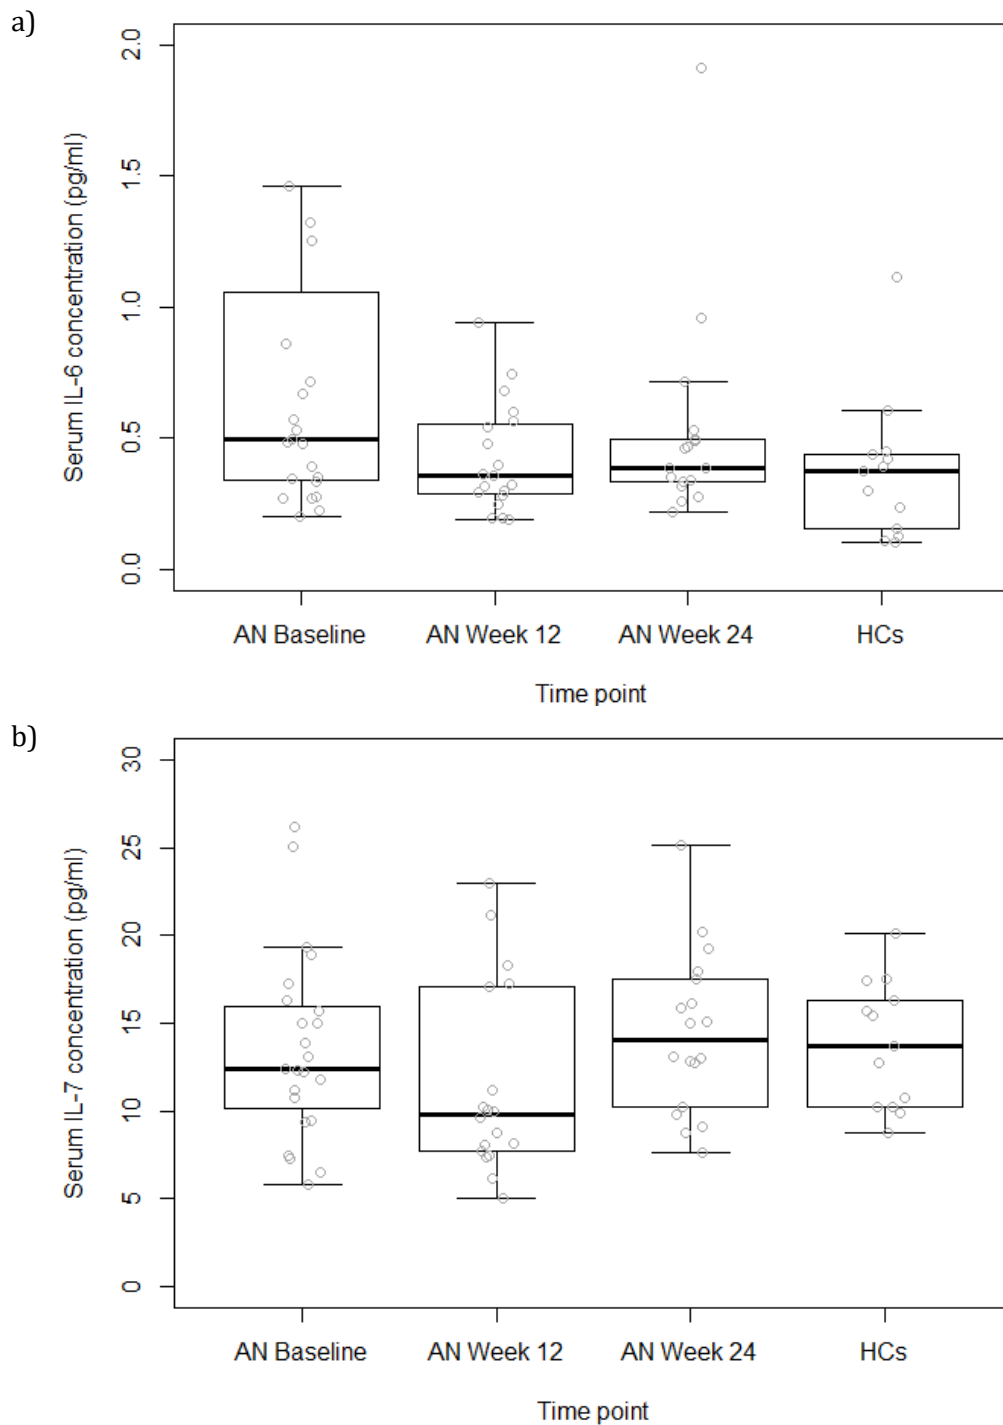 a)
Serum IL-6 concentration (pg/ml)
2.0
1.5
1.0
0.5
0.0
AN Baseline AN Week 12 AN Week 24 HCs
Time point
b)
Serum IL-7 concentration (pg/ml)
30
25
20
15
10
5
0
AN Baseline AN Week 12 AN Week 24 HCs
Time point